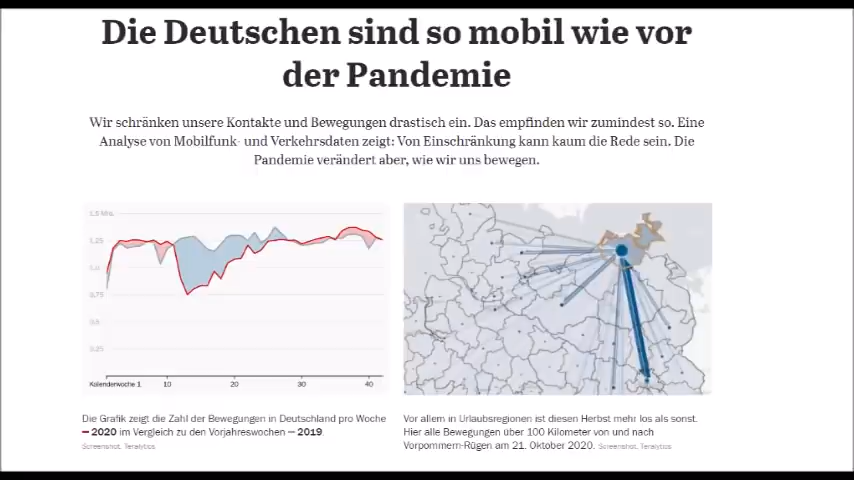 Die Deutschen sind so mobil wie vor
der Pandemie
Wir schränken unsere Kontakte und Bewegungen drastisch ein. Das empfinden wir zumindest so. Eine
Analyse von Mobilfunk- und Verkehrsdaten zeigt: Von Einschränkung kann kaum die Rede sein. Die
Pandemie verändert aber, wie wir uns bewegen.
1,5 Mrd.
1,25
1,0
0,75
0,5
0,25
Kalenderwoche 1 10 20 30 40
Die Grafik zeigt die Zahl der Bewegungen in Deutschland pro Woche
— 2020 im Vergleich zu den Vorjahreswochen — 2019.
Screenshot, Teralytics
Vor allem in Urlaubsregionen ist diesen Herbst mehr los als sonst.
Hier alle Bewegungen über 100 Kilometer von und nach
Vorpommern-Rügen am 21. Oktober 2020. Screenshot, Teralytics